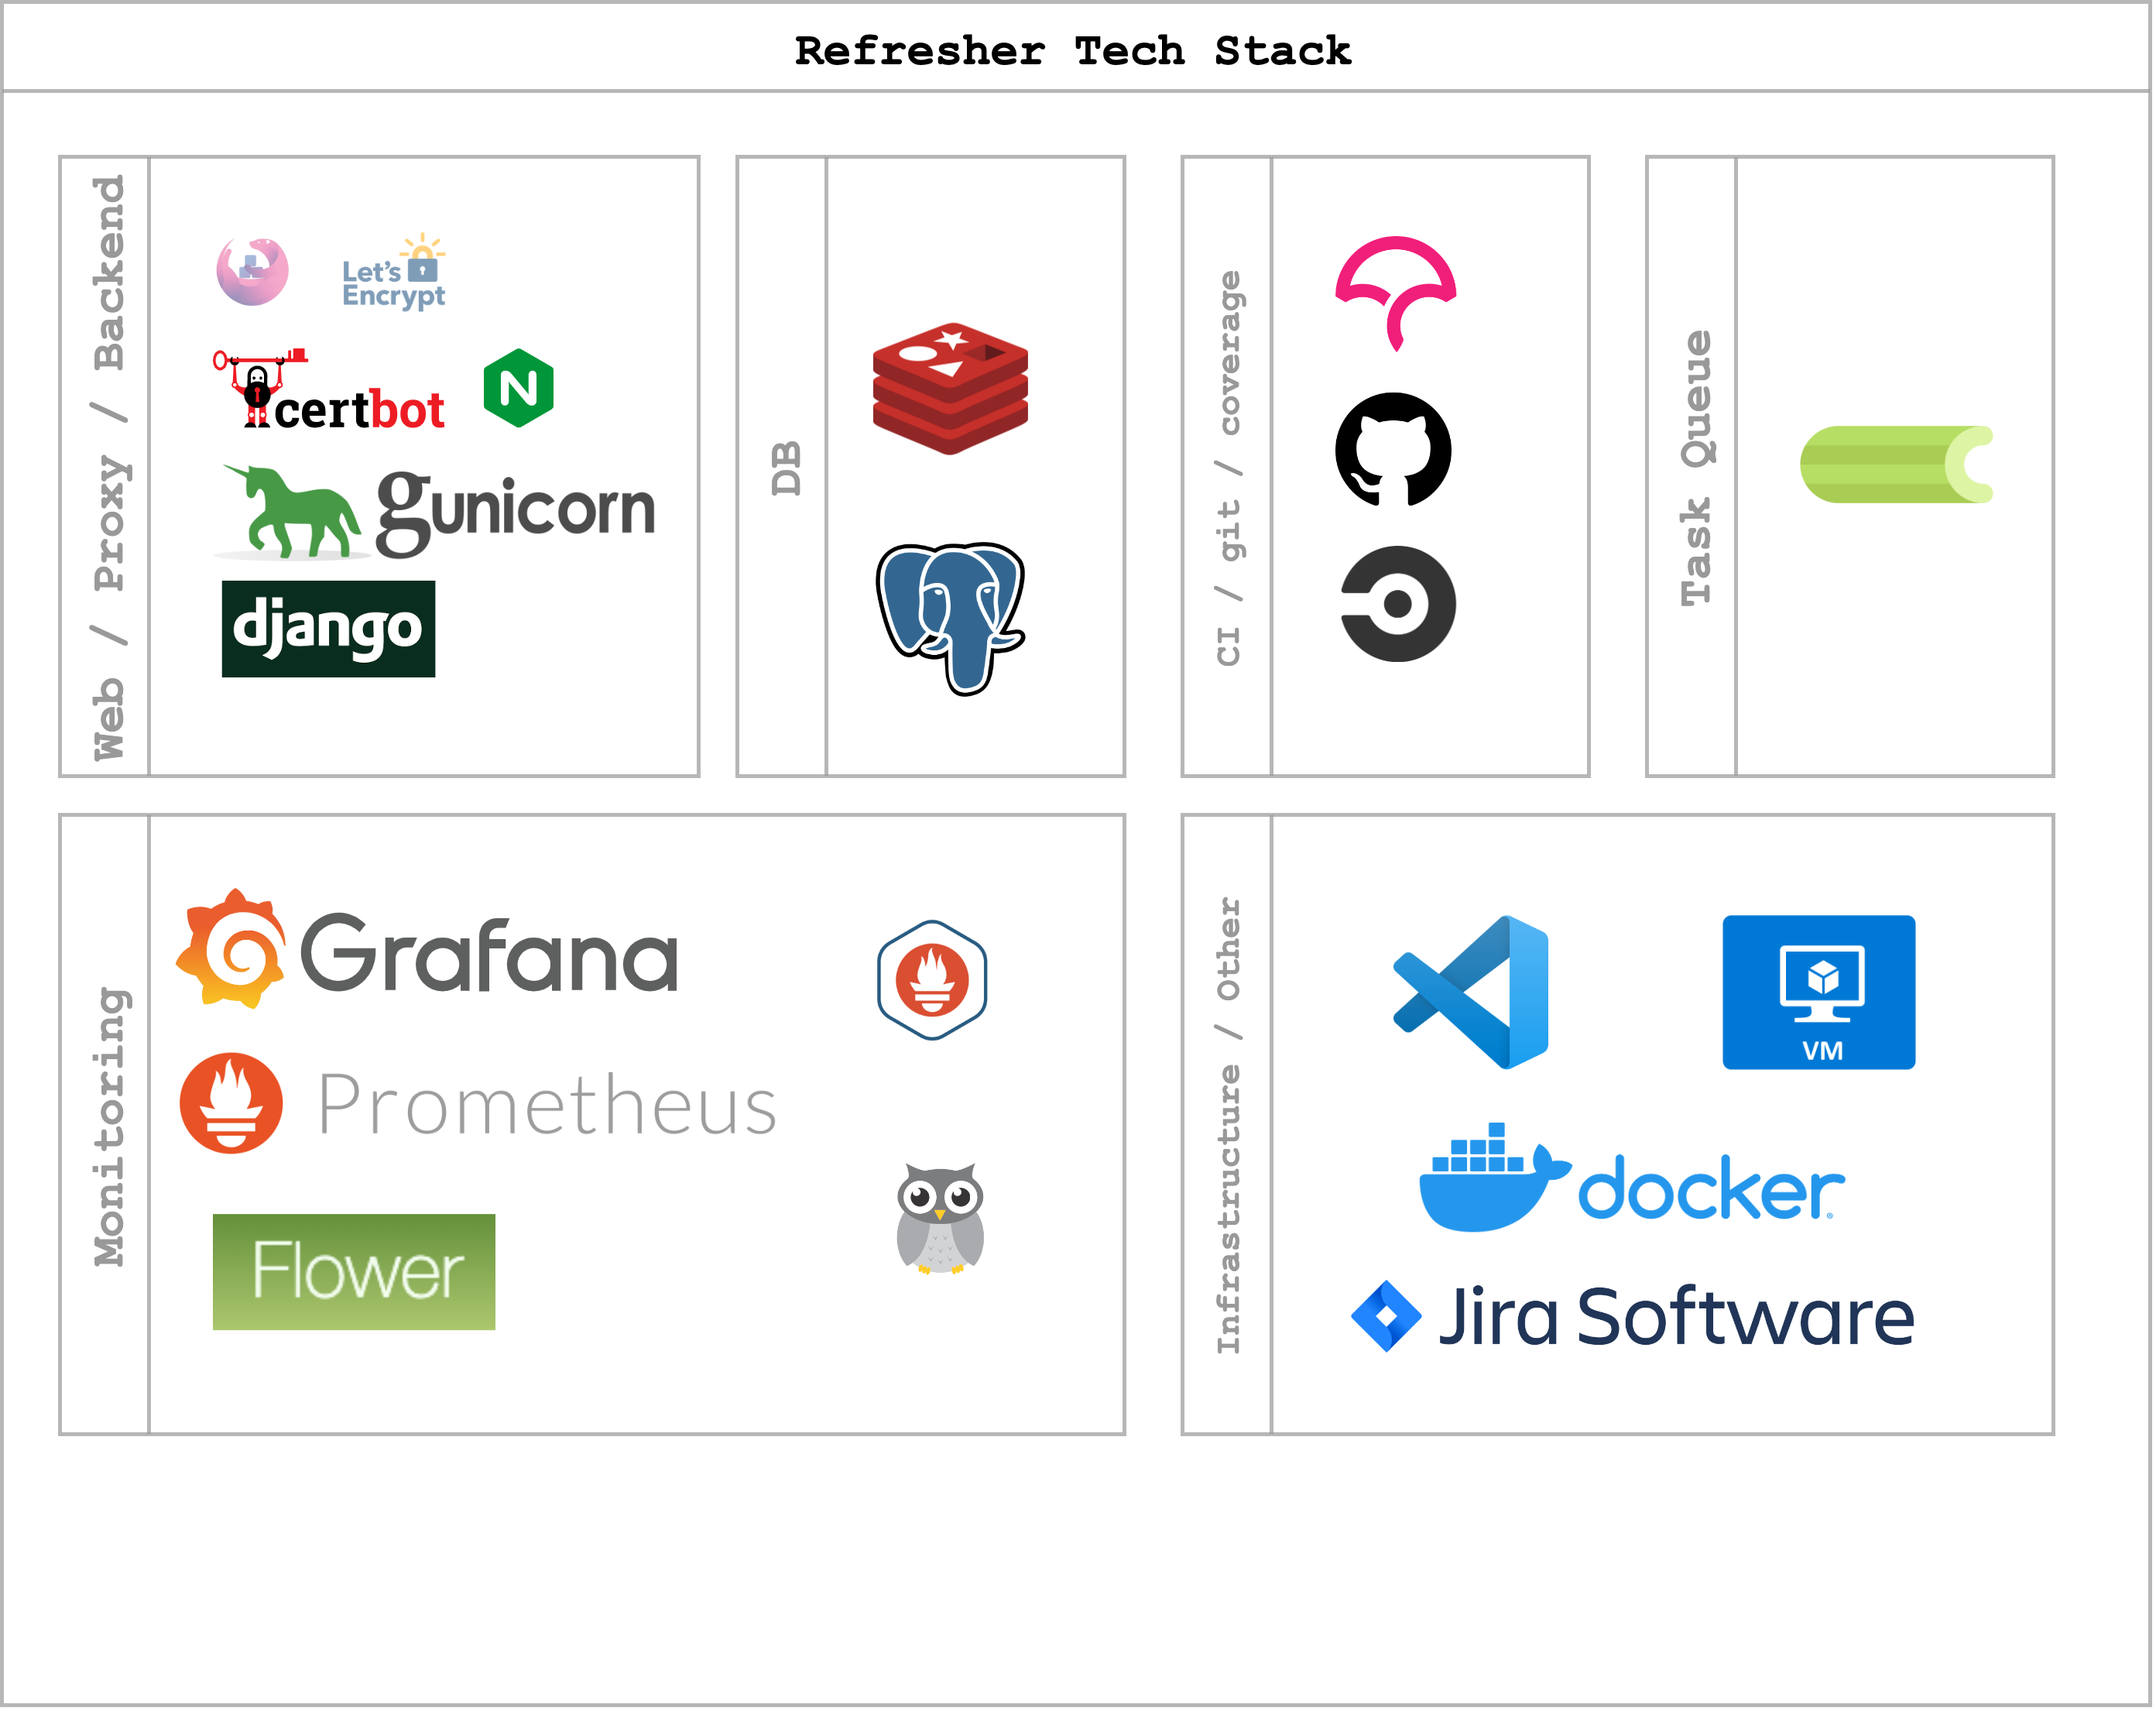 Refresher Tech Stack
Web / Proxy / Backend
Let's
Encrypt
certbot
N
gunicorn
django
DB
CI / git / coverage
Task Queue
Monitoring
Grafana
Prometheus
Flower
Infrastructure / Other
VM
docker
Jira Software